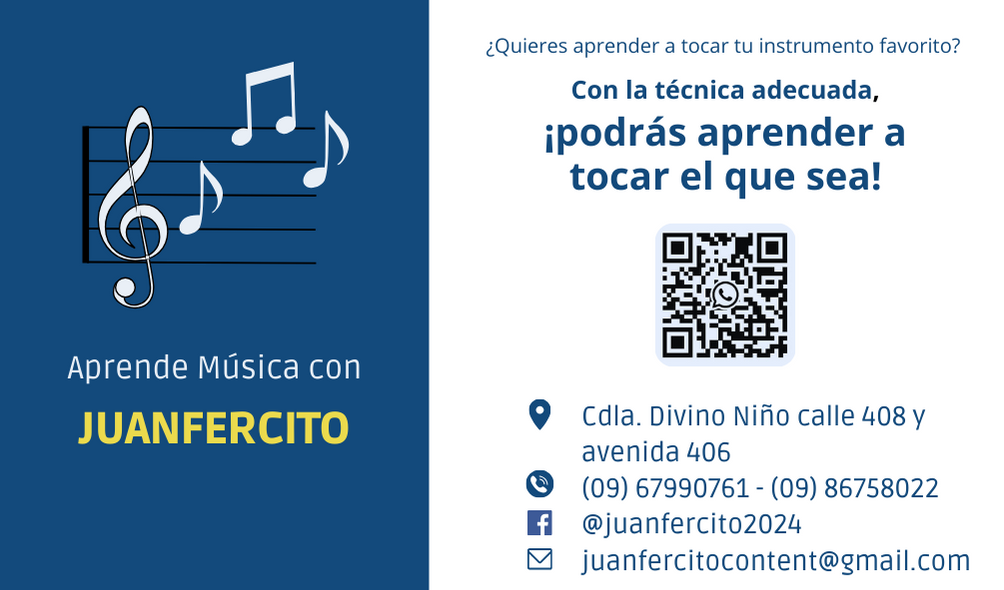 Aprende Música con
JUANFERCITO
¿Quieres aprender a tocar tu instrumento favorito?
Con la técnica adecuada,
¡podrás aprender a
tocar el que sea!
Cdla. Divino Niño calle 408 y
avenida 406
(09) 67990761 - (09) 86758022
@juanfercito2024
juanfercitocontent@gmail.com